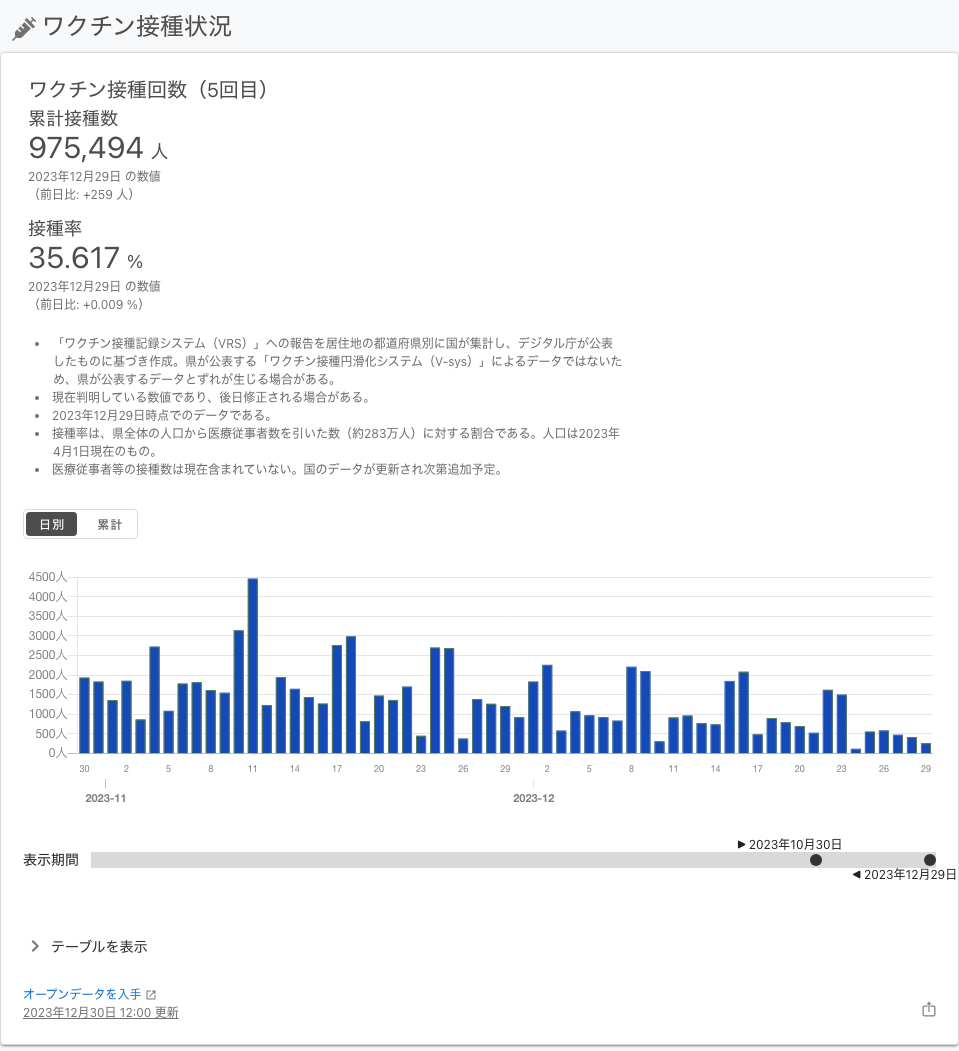 ワクチン接種状況
ワクチン接種回数（5回目）
累計接種数
975,494 人
2023年12月29日 の数値
（前日比: +259 人）
接種率
35.617 %
2023年12月29日 の数値
（前日比: +0.009 %）
• 「ワクチン接種記録システム（VRS）」への報告を居住地の都道府県別に国が集計し、デジタル庁が公表
したものに基づき作成。県が公表する「ワクチン接種円滑化システム（V-sys）」によるデータではないた
め、県が公表するデータとずれが生じる場合がある。
• 現在判明している数値であり、後日修正される場合がある。
• 2023年12月29日時点でのデータである。
• 接種率は、県全体の人口から医療従事者数を引いた数（約283万人）に対する割合である。人口は2023年
4月1日現在のもの。
• 医療従事者等の接種数は現在含まれていない。国のデータが更新され次第追加予定。
日別 累計
4500人
4000人
3500人
3000人
2500人
2000人
1500人
1000人
500人
0人
30 2 5 8 11 14 17 20 23 26 29 2 5 8 11 14 17 20 23 26 29
2023-11 2023-12
2023年10月30日
表示期間
2023年12月29日
テーブルを表示
オープンデータを入手
2023年12月30日 12:00 更新